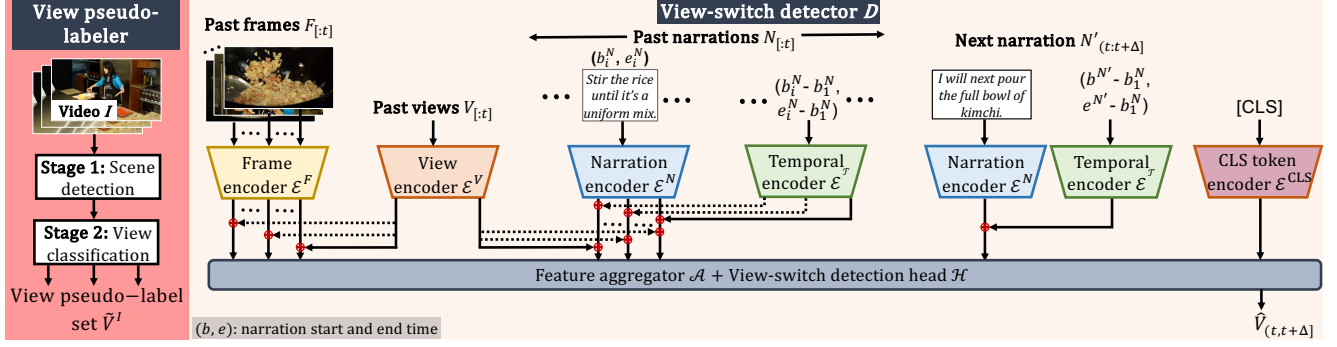 View pseudo-
labeler
Video I
Stage 1: Scene
detection
Stage 2: View
classification
View pseudo−label
set Ṽ^I
View-switch detector D
Past frames F_[:t]
Past views V_[:t]
Past narrations N_[:t]
(b_i^N, e_i^N)
Stir the rice
until it's a
uniform mix.
(b_i^N - b_1^N,
e_i^N - b_1^N)
Next narration N'_(t:t+Δ]
I will next pour
the full bowl of
kimchi.
(b^N' - b_1^N,
e^N' - b_1^N)
[CLS]
Frame
encoder ℰ^F
View
encoder ℰ^V
Narration
encoder ℰ^N
Temporal
encoder ℰ^𝒯
Narration
encoder ℰ^N
Temporal
encoder ℰ^𝒯
CLS token
encoder ℰ^CLS
Feature aggregator 𝒜 + View-switch detection head ℋ
(b, e): narration start and end time
V̂_(t,t+Δ]